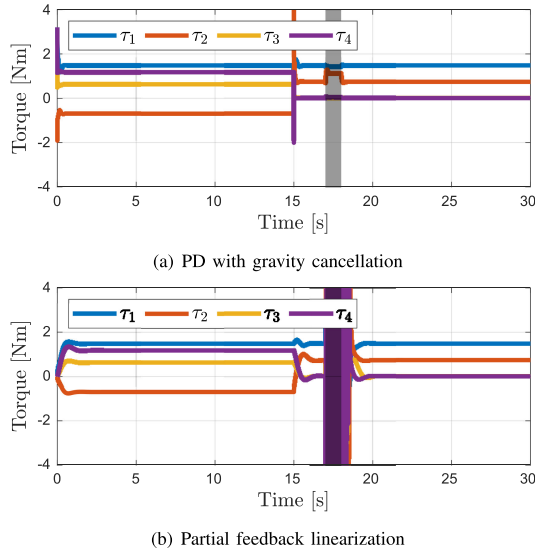 4
τ1 τ2 τ3 τ4
2
0
-2
-4
Torque [Nm]
0 5 10 15 20 25 30
Time [s]
(a) PD with gravity cancellation
4
τ1 τ2 τ3 τ4
2
0
-2
-4
Torque [Nm]
0 5 10 15 20 25 30
Time [s]
(b) Partial feedback linearization